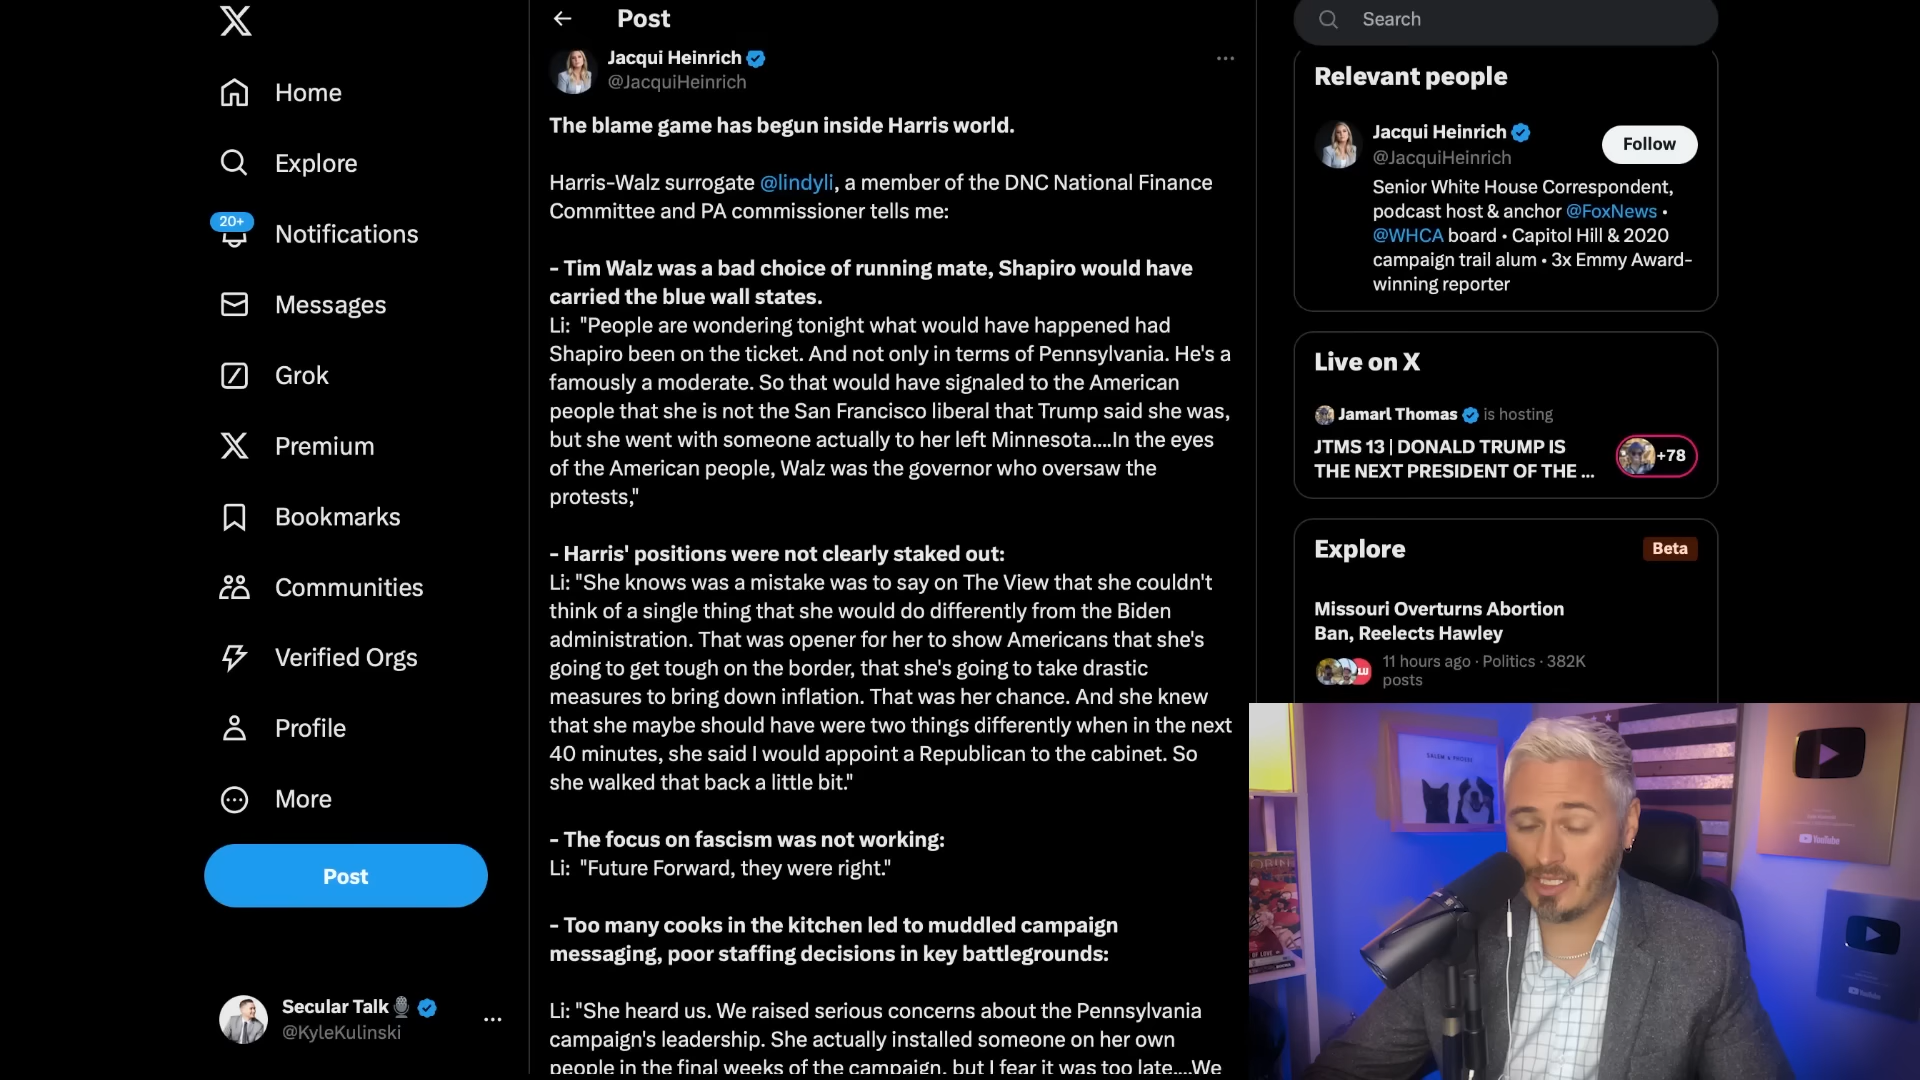 Home
Explore
20+
Notifications
Messages
Grok
Premium
Bookmarks
Communities
Verified Orgs
Profile
More
Post
Secular Talk
@KyleKulinski
Post
Jacqui Heinrich
@JacquiHeinrich
The blame game has begun inside Harris world.
Harris-Walz surrogate @lindyli, a member of the DNC National Finance
Committee and PA commissioner tells me:
- Tim Walz was a bad choice of running mate, Shapiro would have
carried the blue wall states.
Li: "People are wondering tonight what would have happened had
Shapiro been on the ticket. And not only in terms of Pennsylvania. He's a
famously a moderate. So that would have signaled to the American
people that she is not the San Francisco liberal that Trump said she was,
but she went with someone actually to her left Minnesota....In the eyes
of the American people, Walz was the governor who oversaw the
protests,"
- Harris' positions were not clearly staked out:
Li: "She knows was a mistake was to say on The View that she couldn't
think of a single thing that she would do differently from the Biden
administration. That was opener for her to show Americans that she's
going to get tough on the border, that she's going to take drastic
measures to bring down inflation. That was her chance. And she knew
that she maybe should have were two things differently when in the next
40 minutes, she said I would appoint a Republican to the cabinet. So
she walked that back a little bit."
- The focus on fascism was not working:
Li: "Future Forward, they were right."
- Too many cooks in the kitchen led to muddled campaign
messaging, poor staffing decisions in key battlegrounds:
Li: "She heard us. We raised serious concerns about the Pennsylvania
campaign's leadership. She actually installed someone on her own
people in the final weeks of the campaign, but I fear it was too late....We
Search
Relevant people
Jacqui Heinrich
@JacquiHeinrich
Follow
Senior White House Correspondent,
podcast host & anchor @FoxNews •
@WHCA board • Capitol Hill & 2020
campaign trail alum • 3x Emmy Award-
winning reporter
Live on X
Jamarl Thomas is hosting
JTMS 13 | DONALD TRUMP IS
THE NEXT PRESIDENT OF THE ...
+78
Explore
Beta
Missouri Overturns Abortion
Ban, Reelects Hawley
11 hours ago · Politics · 382K
posts
YouTube
YouTube